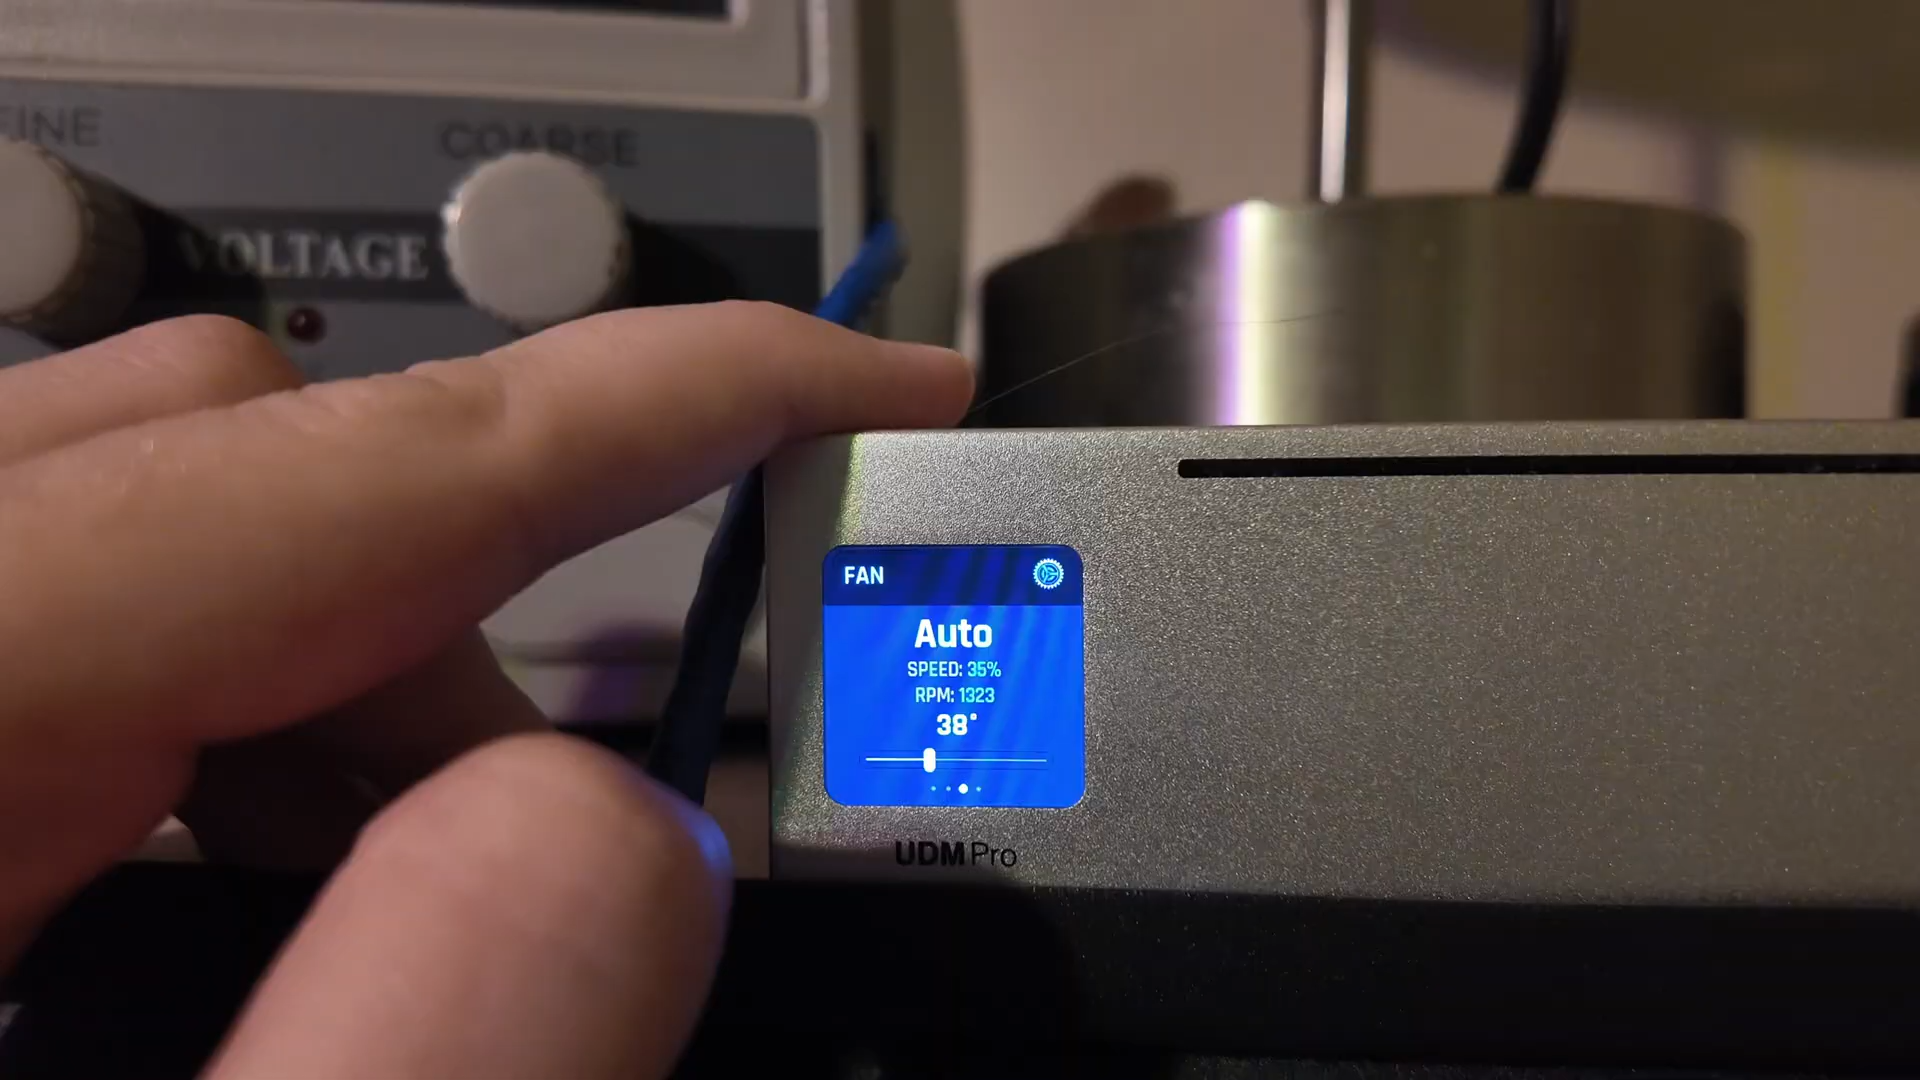 FINE
COARSE
VOLTAGE
FAN
Auto
SPEED: 35%
RPM: 1323
38°
UDM Pro